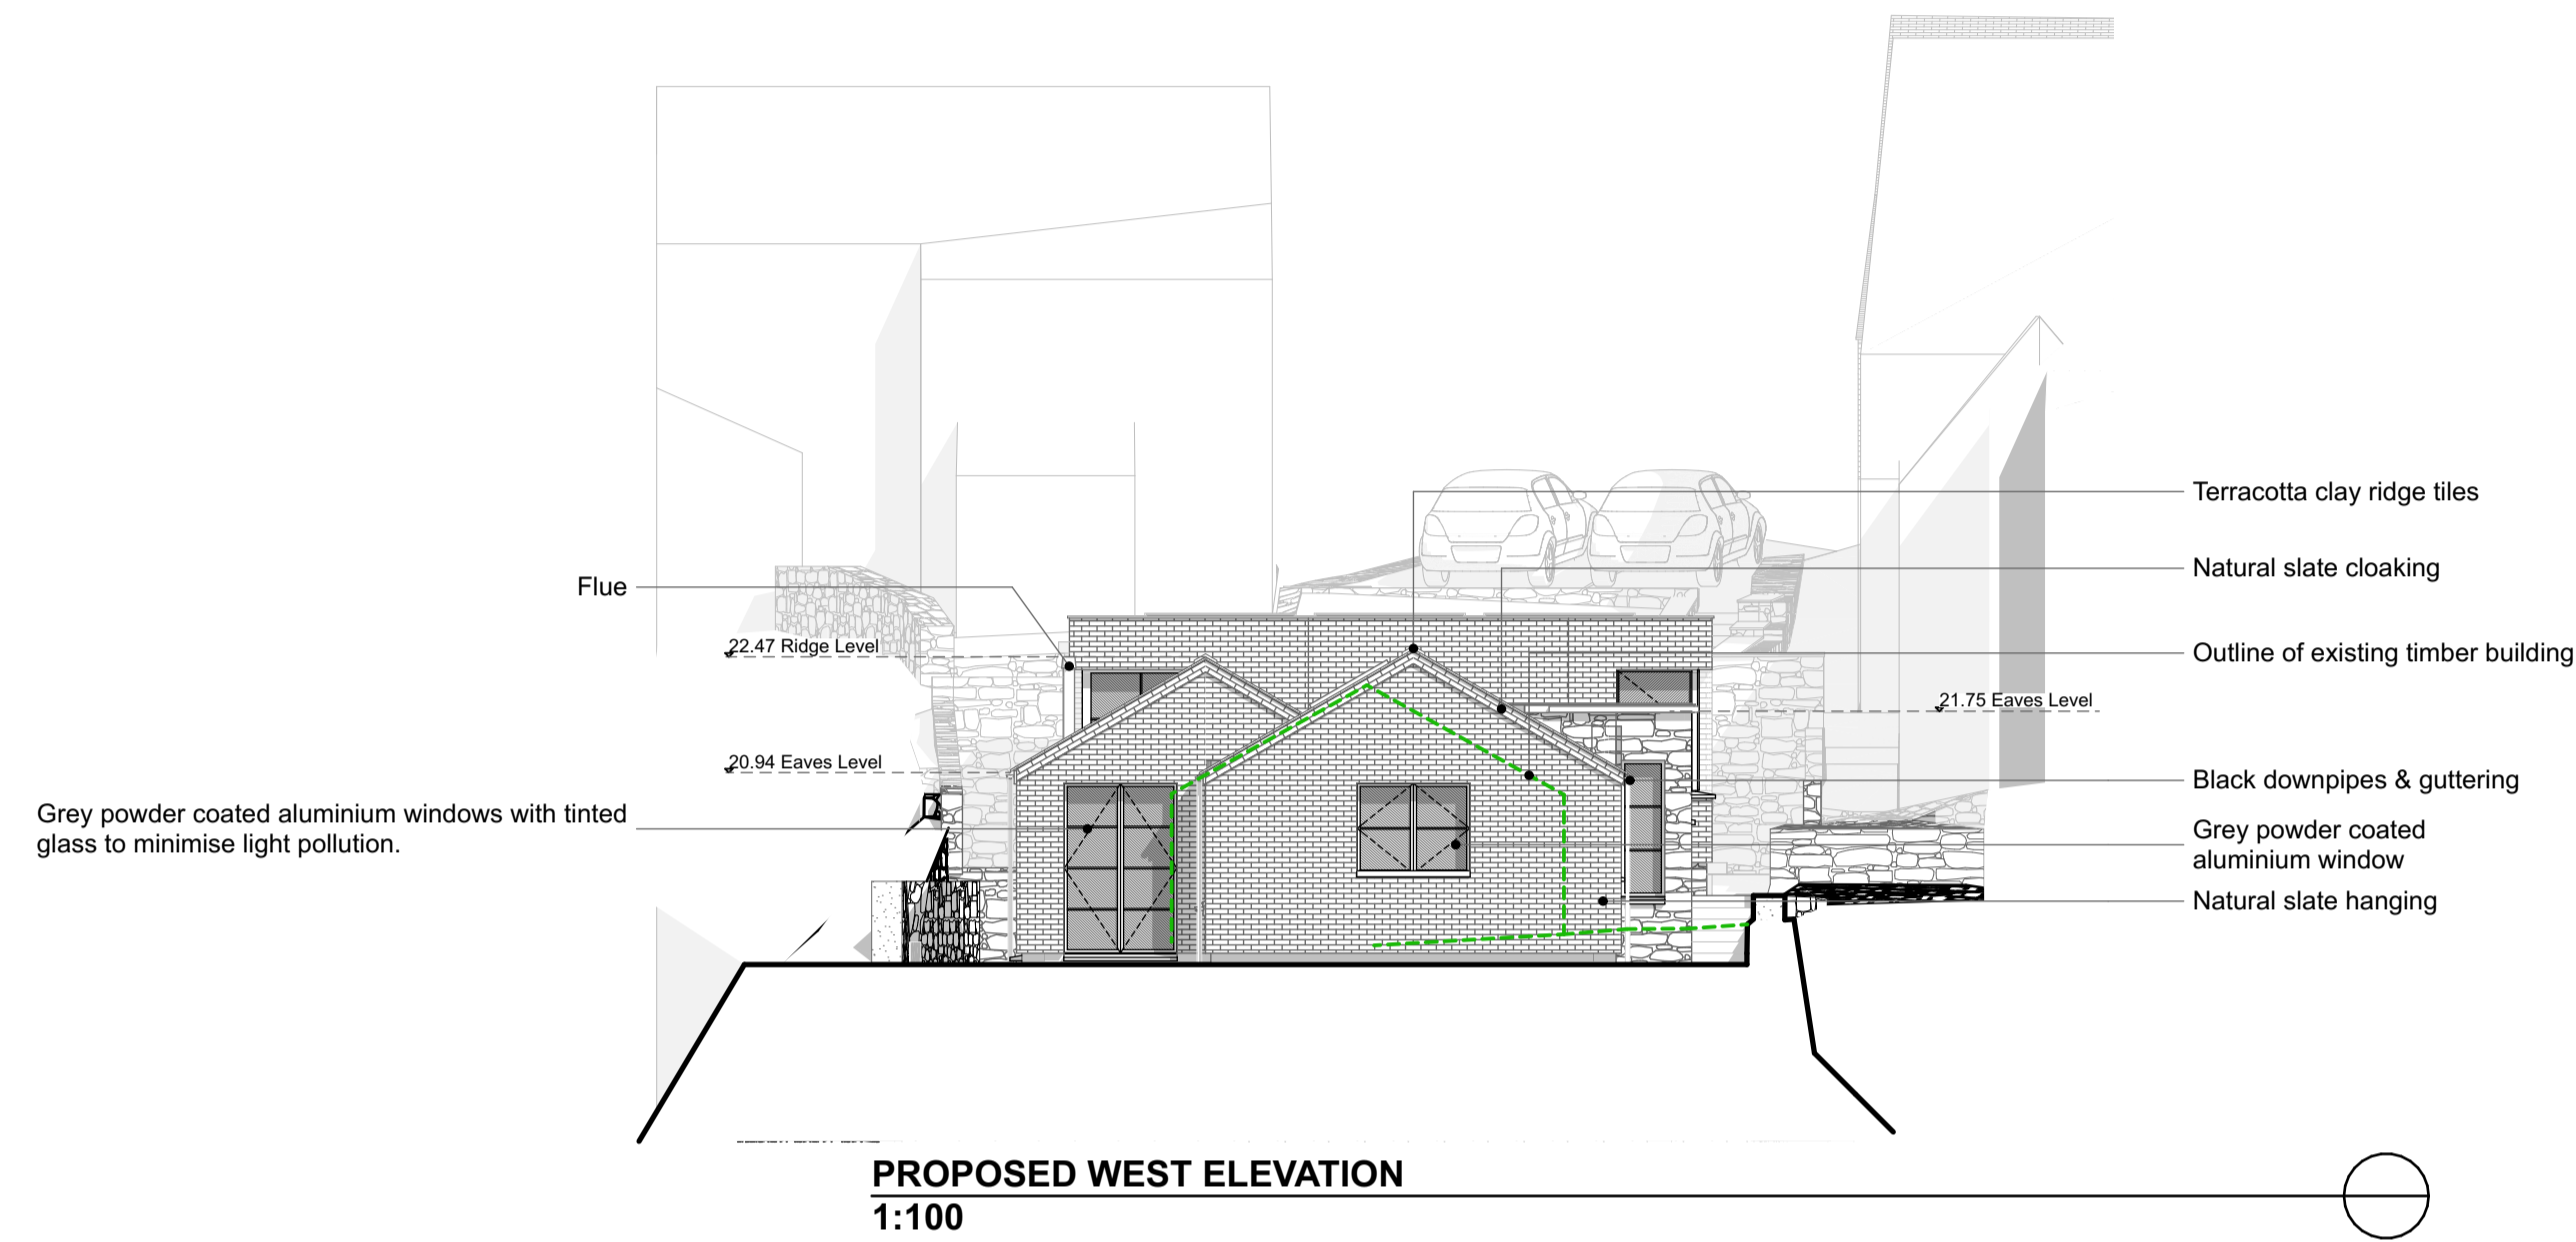 Terracotta clay ridge tiles
Natural slate cloaking
Flue
22.47 Ridge Level
Outline of existing timber building
21.75 Eaves Level
20.94 Eaves Level
Black downpipes & guttering
Grey powder coated aluminium windows with tinted
glass to minimise light pollution.
Grey powder coated
aluminium window
Natural slate hanging
PROPOSED WEST ELEVATION
1:100